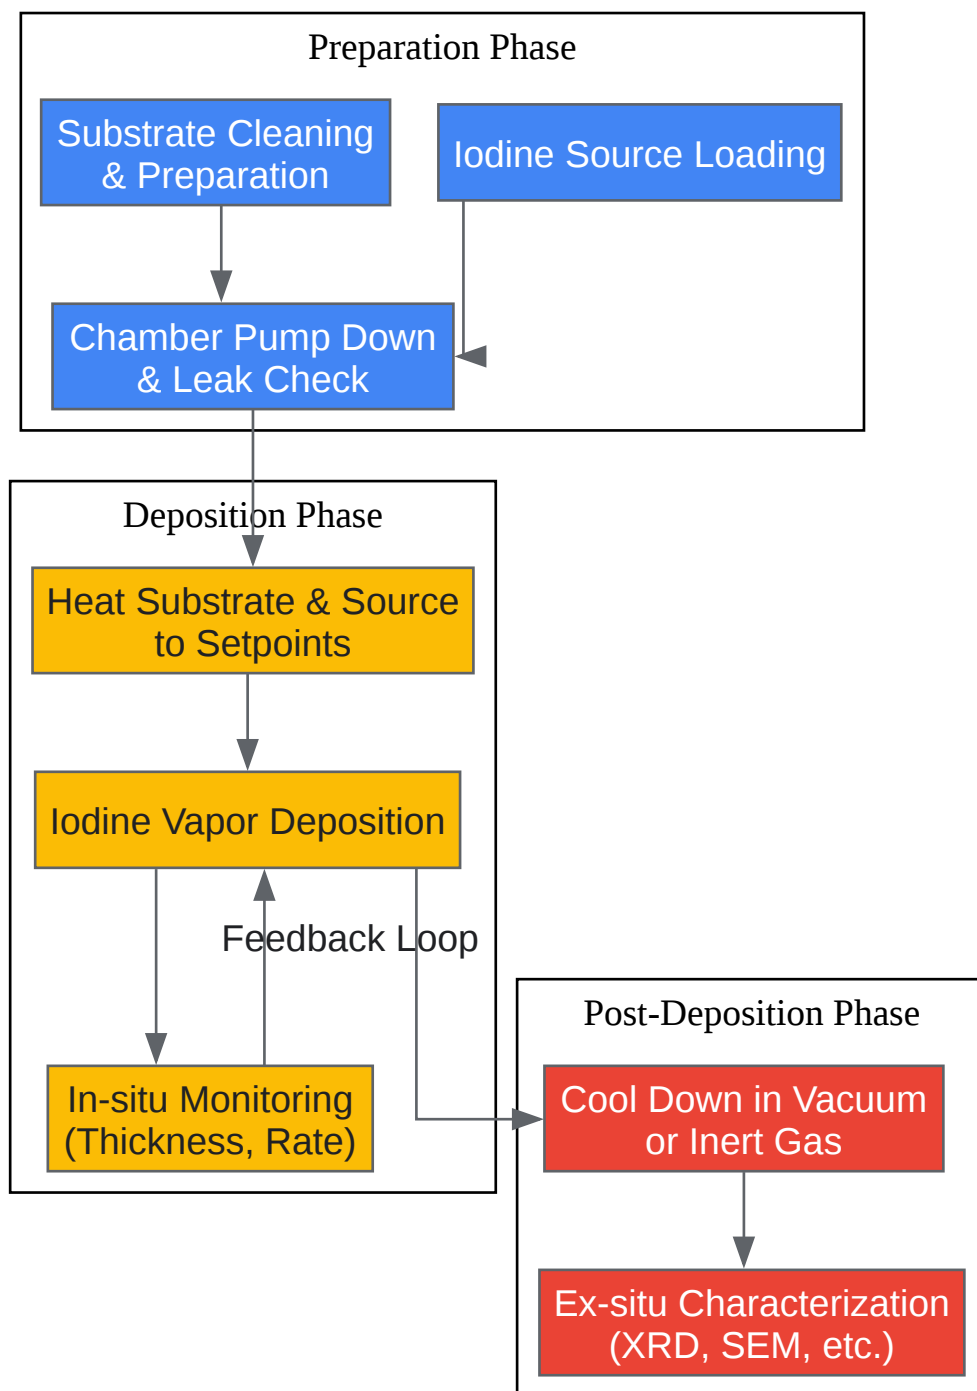 Preparation Phase
Substrate Cleaning
& Preparation
Iodine Source Loading
Chamber Pump Down
& Leak Check
Deposition Phase
Heat Substrate & Source
to Setpoints
Iodine Vapor Deposition
Feedback Loop
In-situ Monitoring
(Thickness, Rate)
Post-Deposition Phase
Cool Down in Vacuum
or Inert Gas
Ex-situ Characterization
(XRD, SEM, etc.)